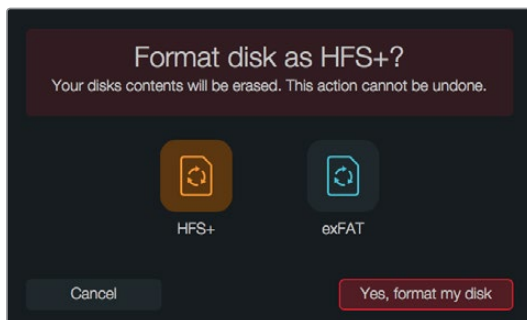 Format disk as HFS+?
Your disks contents will be erased. This action cannot be undone.
HFS+
exFAT
Cancel
Yes, format my disk